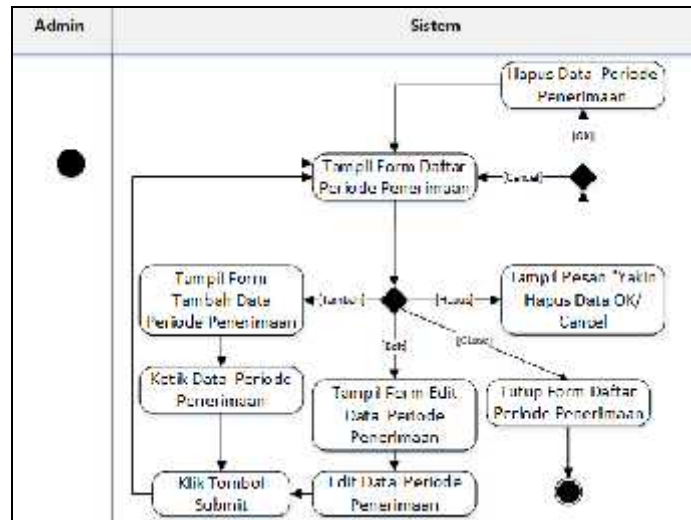 Admin
Sistem
Hapus Data Periode
Penerimaan
[OK]
Tampil Form Daftar
Periode Penerimaan
[Cancel]
Tampil Form
Tambah Data
Periode Penerimaan
[Tambah]
[Hapus]
Tampil Pesan "Yakin
Hapus Data OK/
Cancel
[Edit]
[Close]
Ketik Data Periode
Penerimaan
Tampil Form Edit
Data Periode
Penerimaan
Tutup Form Daftar
Periode Penerimaan
Klik Tombol
Submit
Edit Data Periode
Penerimaan